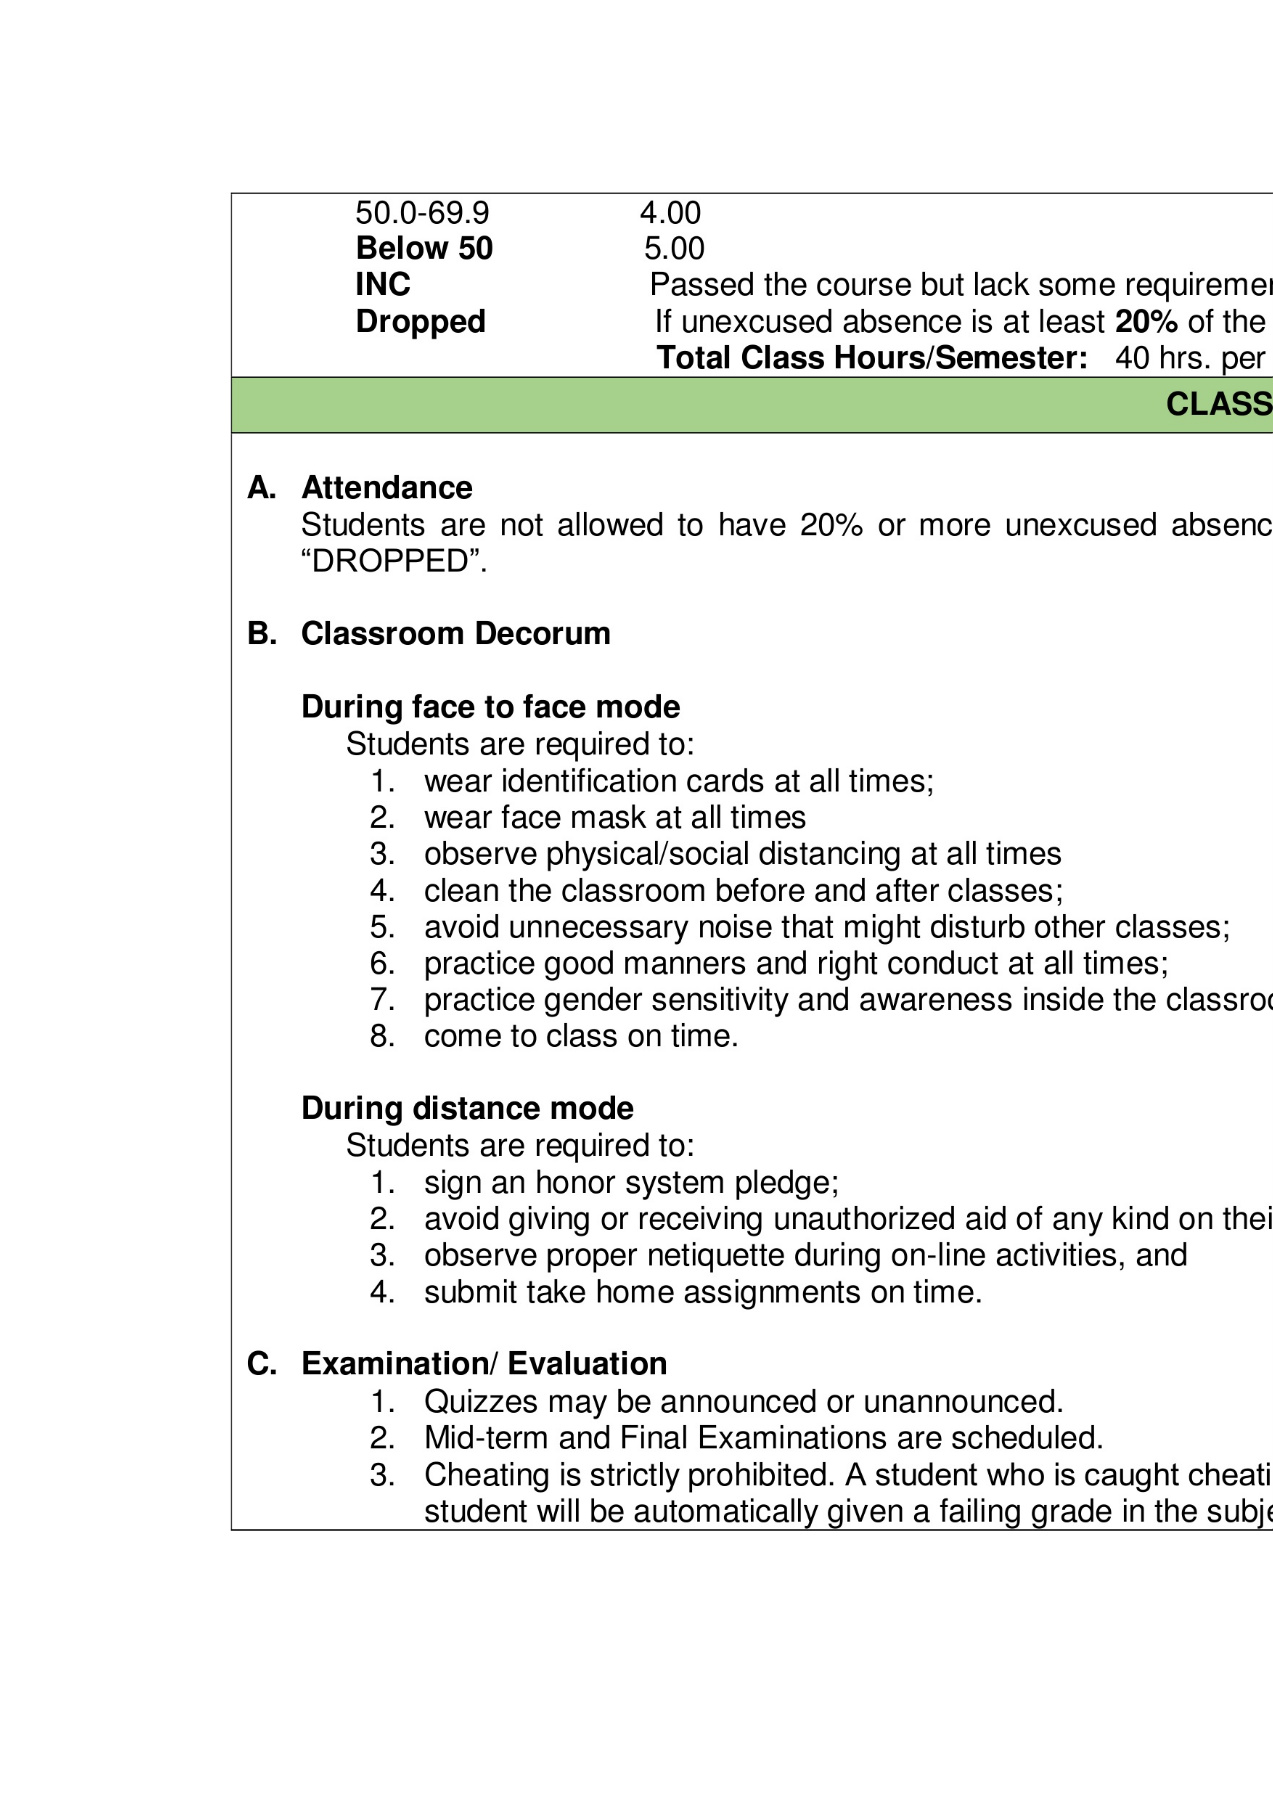 50.0-69.9 4.00
Below 50 5.00
INC Passed the course but lack some
Dropped If unexcused absence is at least 20% of the
Total Class Hours/Semester: 40 hrs. per
CLASS
A. Attendance
Students are not allowed to have 20% or more unexcused
“DROPPED”.
B. Classroom Decorum
During face to face mode
Students are required to:
1. wear identification cards at all times;
2. wear face mask at all times
3. observe physical/social distancing at all times
4. clean the classroom before and after classes;
5. avoid unnecessary noise that might disturb other classes;
6. practice good manners and right conduct at all times;
7. practice gender sensitivity and awareness inside the
8. come to class on time.
During distance mode
Students are required to:
1. sign an honor system pledge;
2. avoid giving or receiving unauthorized aid of any kind on
3. observe proper netiquette during on-line activities, and
4. submit take home assignments on time.
C. Examination/ Evaluation
1. Quizzes may be announced or unannounced.
2. Mid-term and Final Examinations are scheduled.
3. Cheating is strictly prohibited. A student who is caught
student will be automatically given a failing grade in the